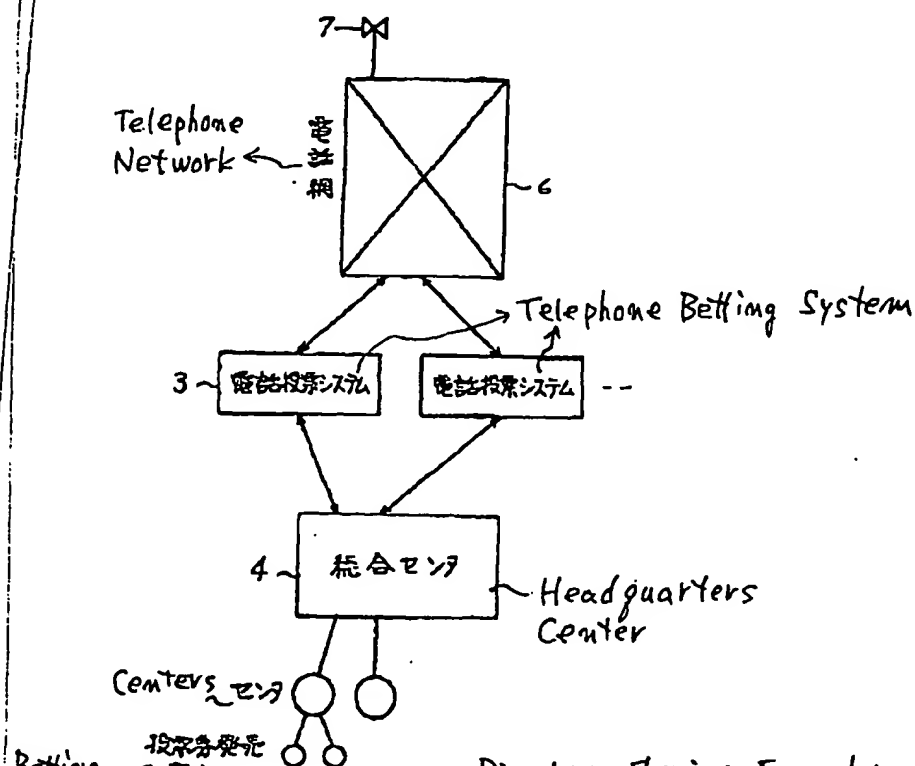 7
Telephone
Network
電話網
6
Telephone Betting System
3
電話投票システム
電話投票システム
4
総合センタ
Headquarters
Center
Centers
センタ
投票券発売
Betting